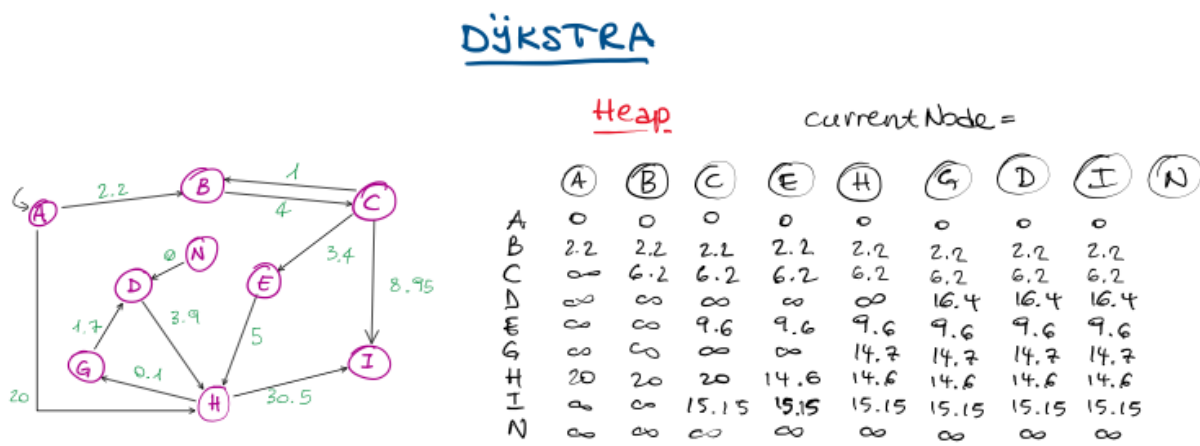 DŸKSTRA
Heap
currentNode =
A B C E H G D I N
A 0 0 0 0 0 0 0 0
B 2.2 2.2 2.2 2.2 2.2 2.2 2.2 2.2
C ∞ 6.2 6.2 6.2 6.2 6.2 6.2 6.2
D ∞ ∞ ∞ ∞ ∞ 16.4 16.4 16.4
E ∞ ∞ 9.6 9.6 9.6 9.6 9.6 9.6
G ∞ ∞ ∞ ∞ 14.7 14.7 14.7 14.7
H 20 20 20 14.6 14.6 14.6 14.6 14.6
I ∞ ∞ 15.15 15.15 15.15 15.15 15.15 15.15
N ∞ ∞ ∞ ∞ ∞ ∞ ∞ ∞
A
2.2
B
1
4
C
N
0
D
E
3.4
8.95
1.7
3.9
5
G
0.1
I
20
H
30.5